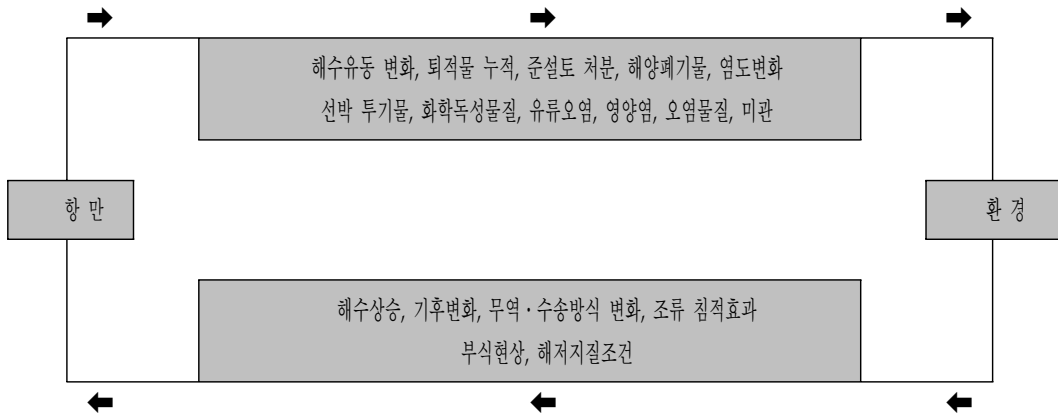 해수유동 변화, 퇴적물 누적, 준설토 처분, 해양폐기물, 염도변화
선박 투기물, 화학독성물질, 유류오염, 영양염, 오염물질, 미관
항 만
환 경
해수상승, 기후변화, 무역·수송방식 변화, 조류 침적효과
부식현상, 해저지질조건